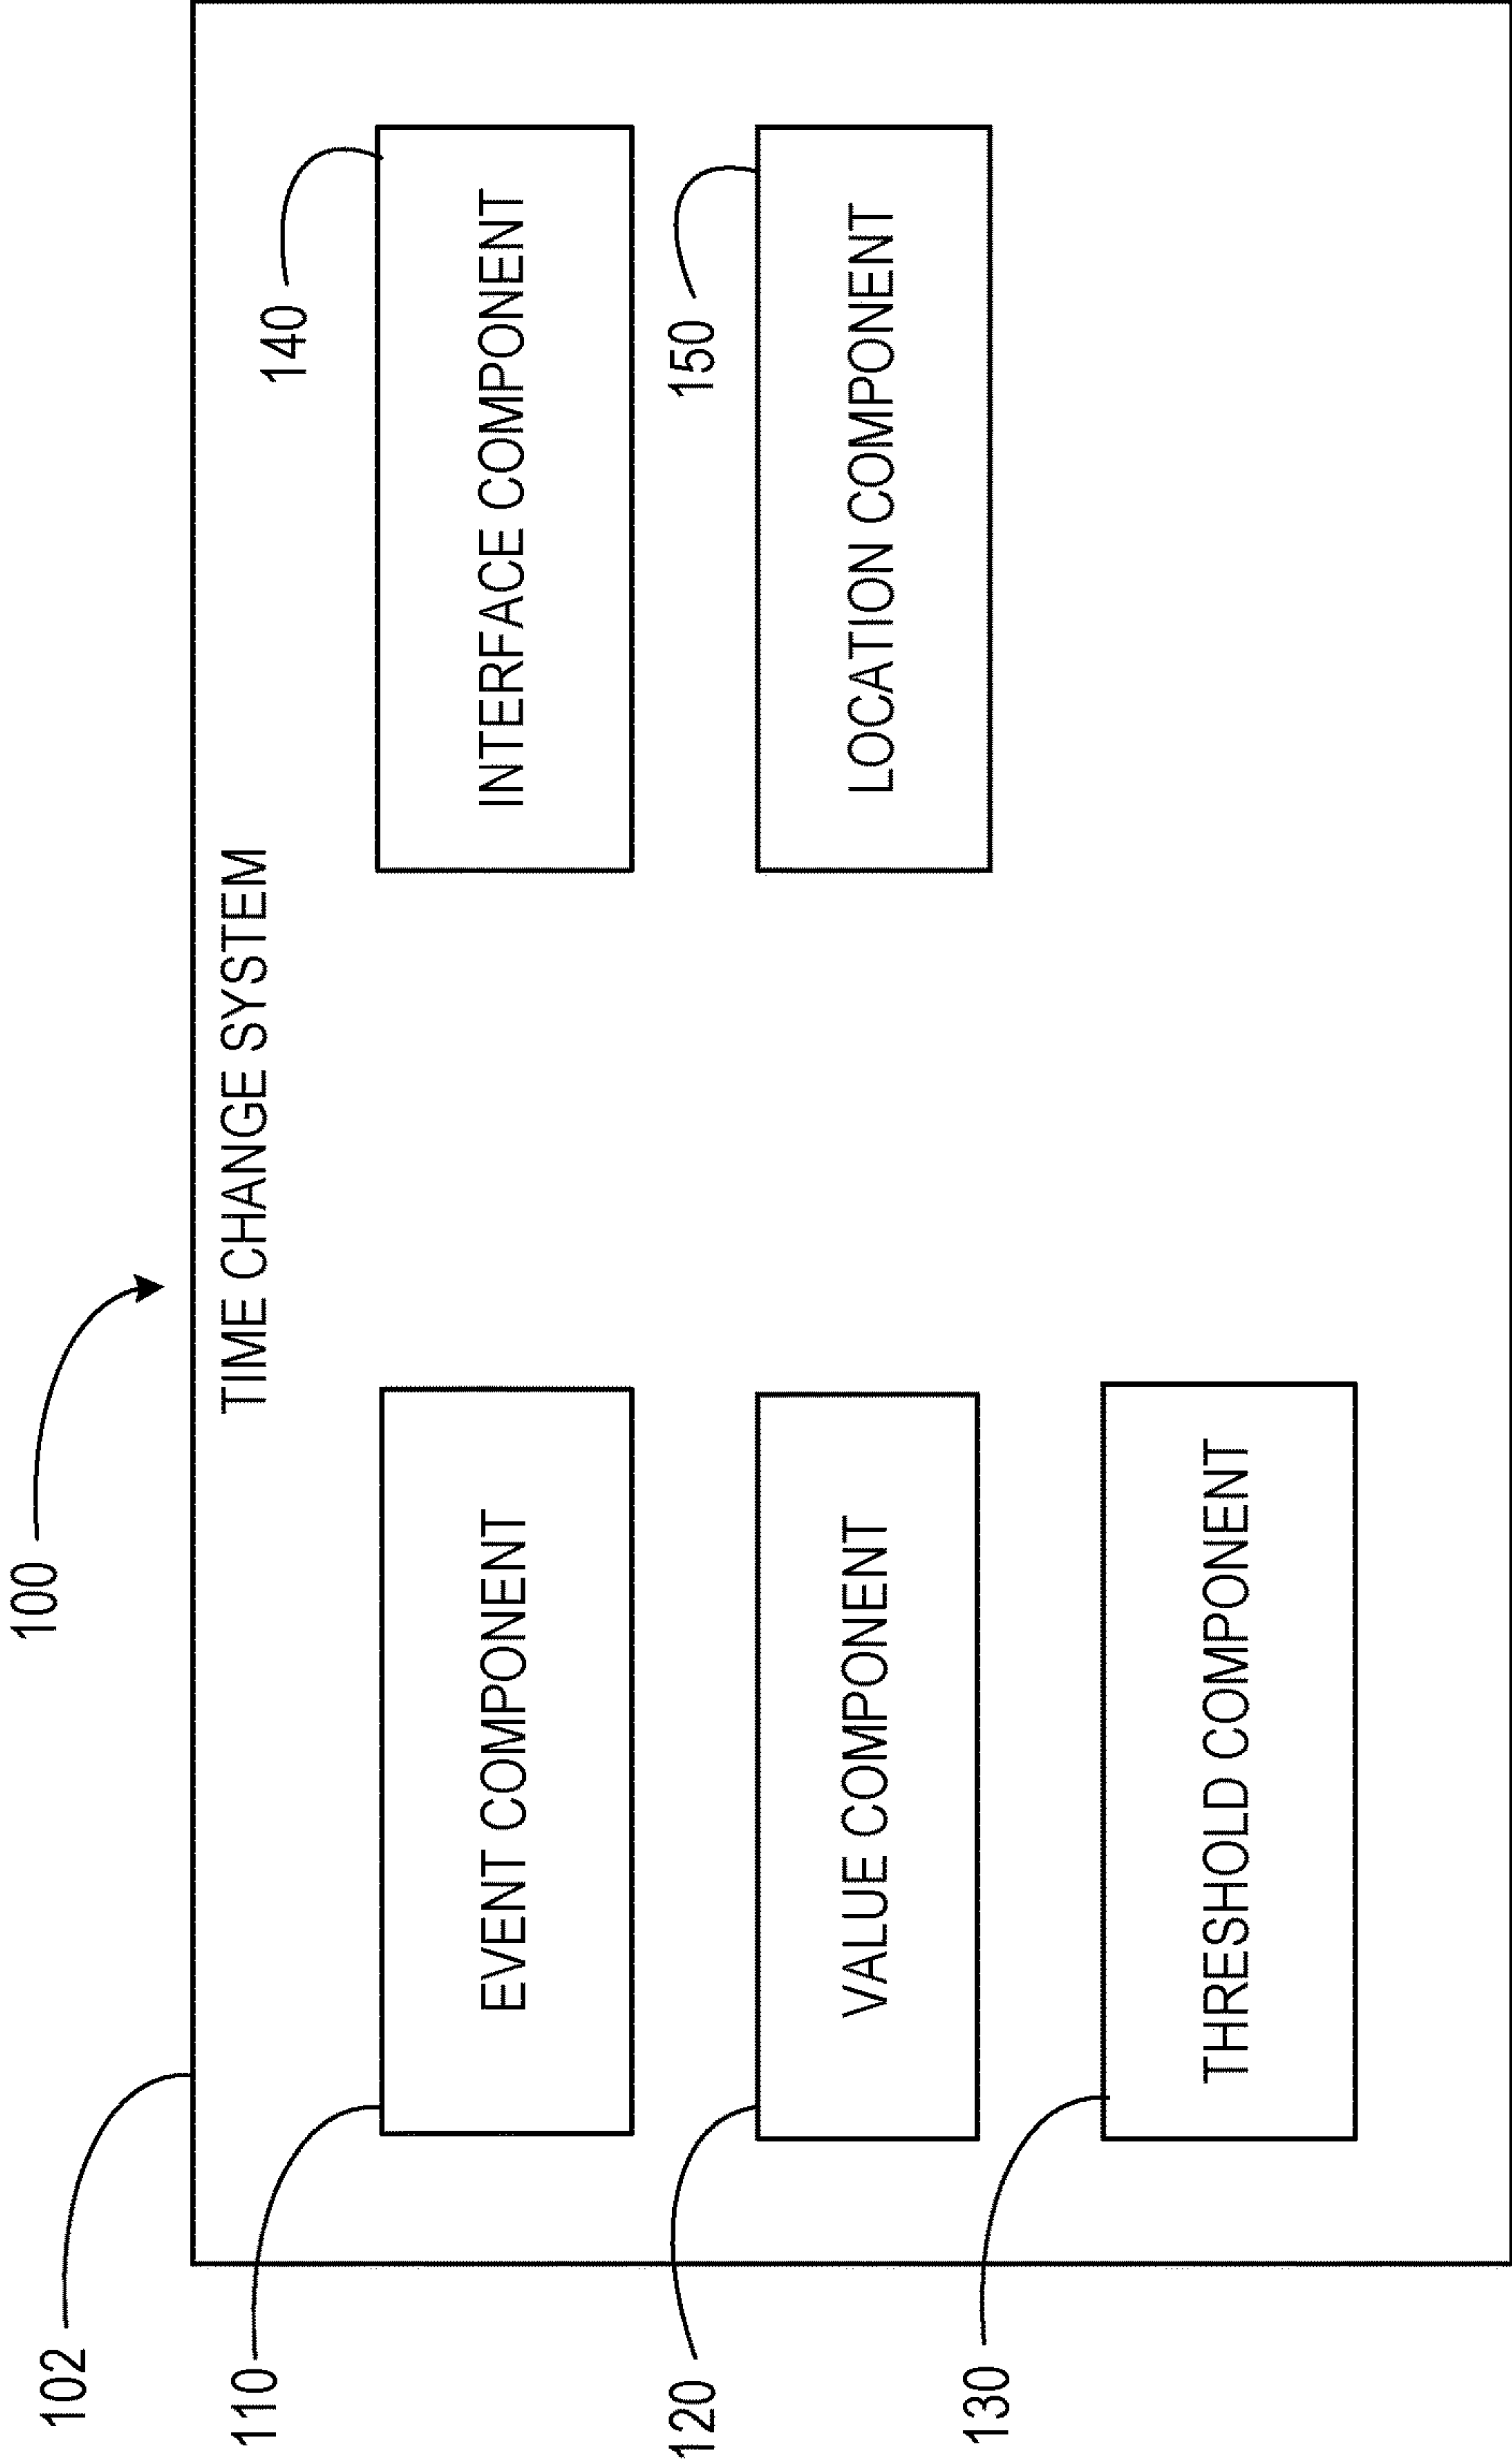 100
102
TIME CHANGE SYSTEM
110
EVENT COMPONENT
140
INTERFACE COMPONENT
120
VALUE COMPONENT
150
LOCATION COMPONENT
130
THRESHOLD COMPONENT